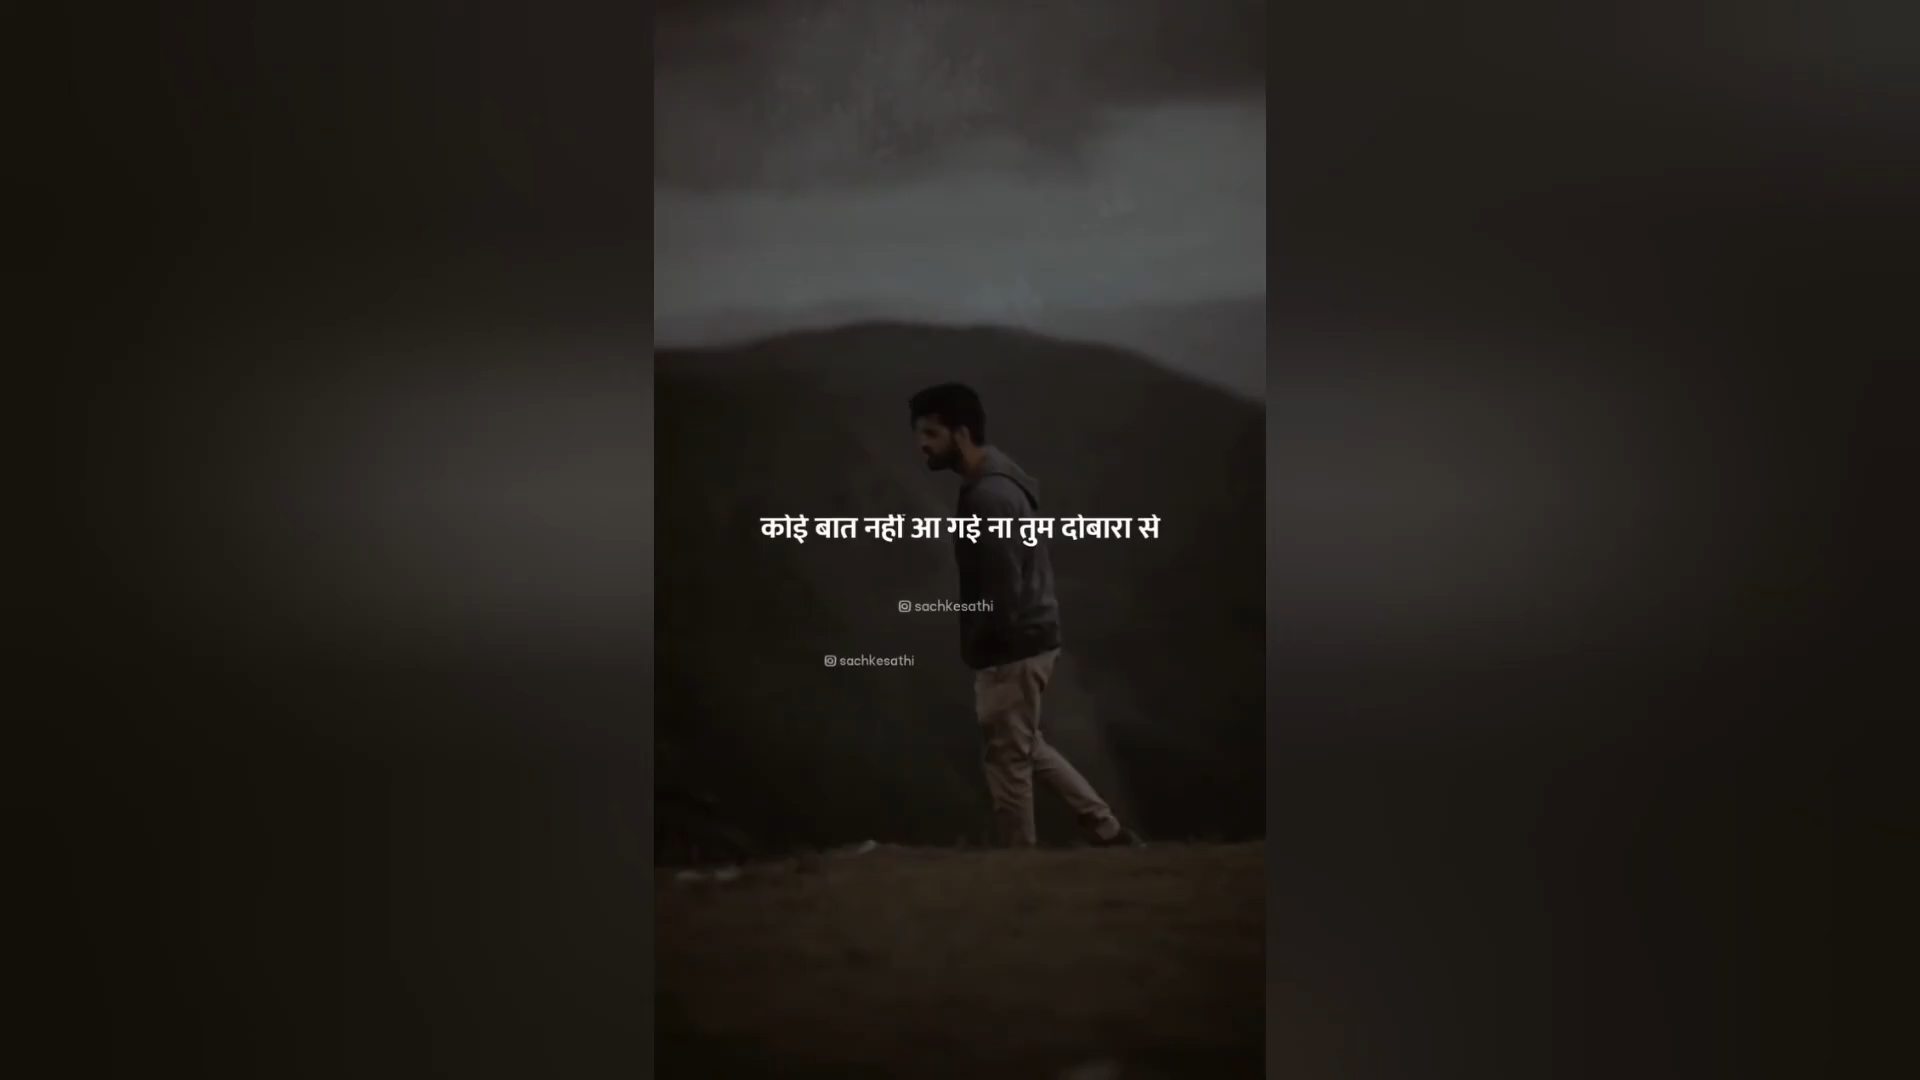 कोई बात नहीं आ गई ना तुम दोबारा से
sachkesathi
sachkesathi